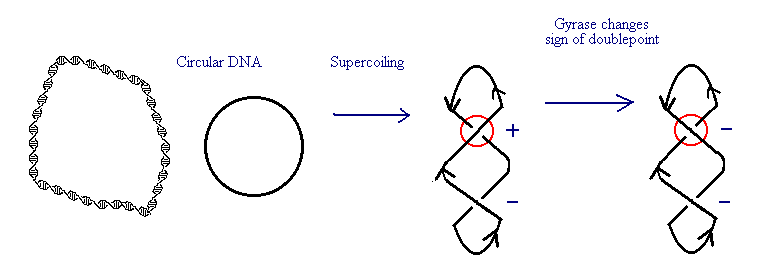 Circular DNA
Supercoiling
Gyrase changes
sign of doublepoint
+
−
−
−